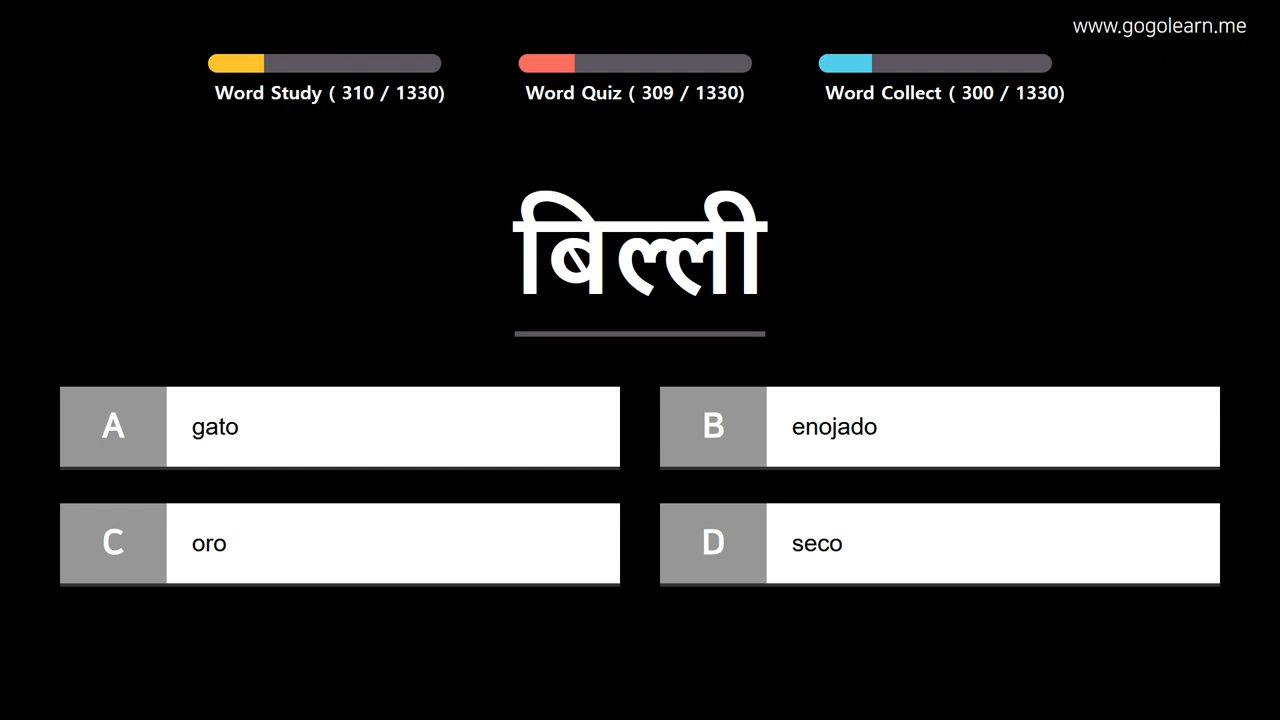 www.gogolearn.me
Word Study ( 310 / 1330)
Word Quiz ( 309 / 1330)
Word Collect ( 300 / 1330)
बिल्ली
A gato
B enojado
C oro
D seco